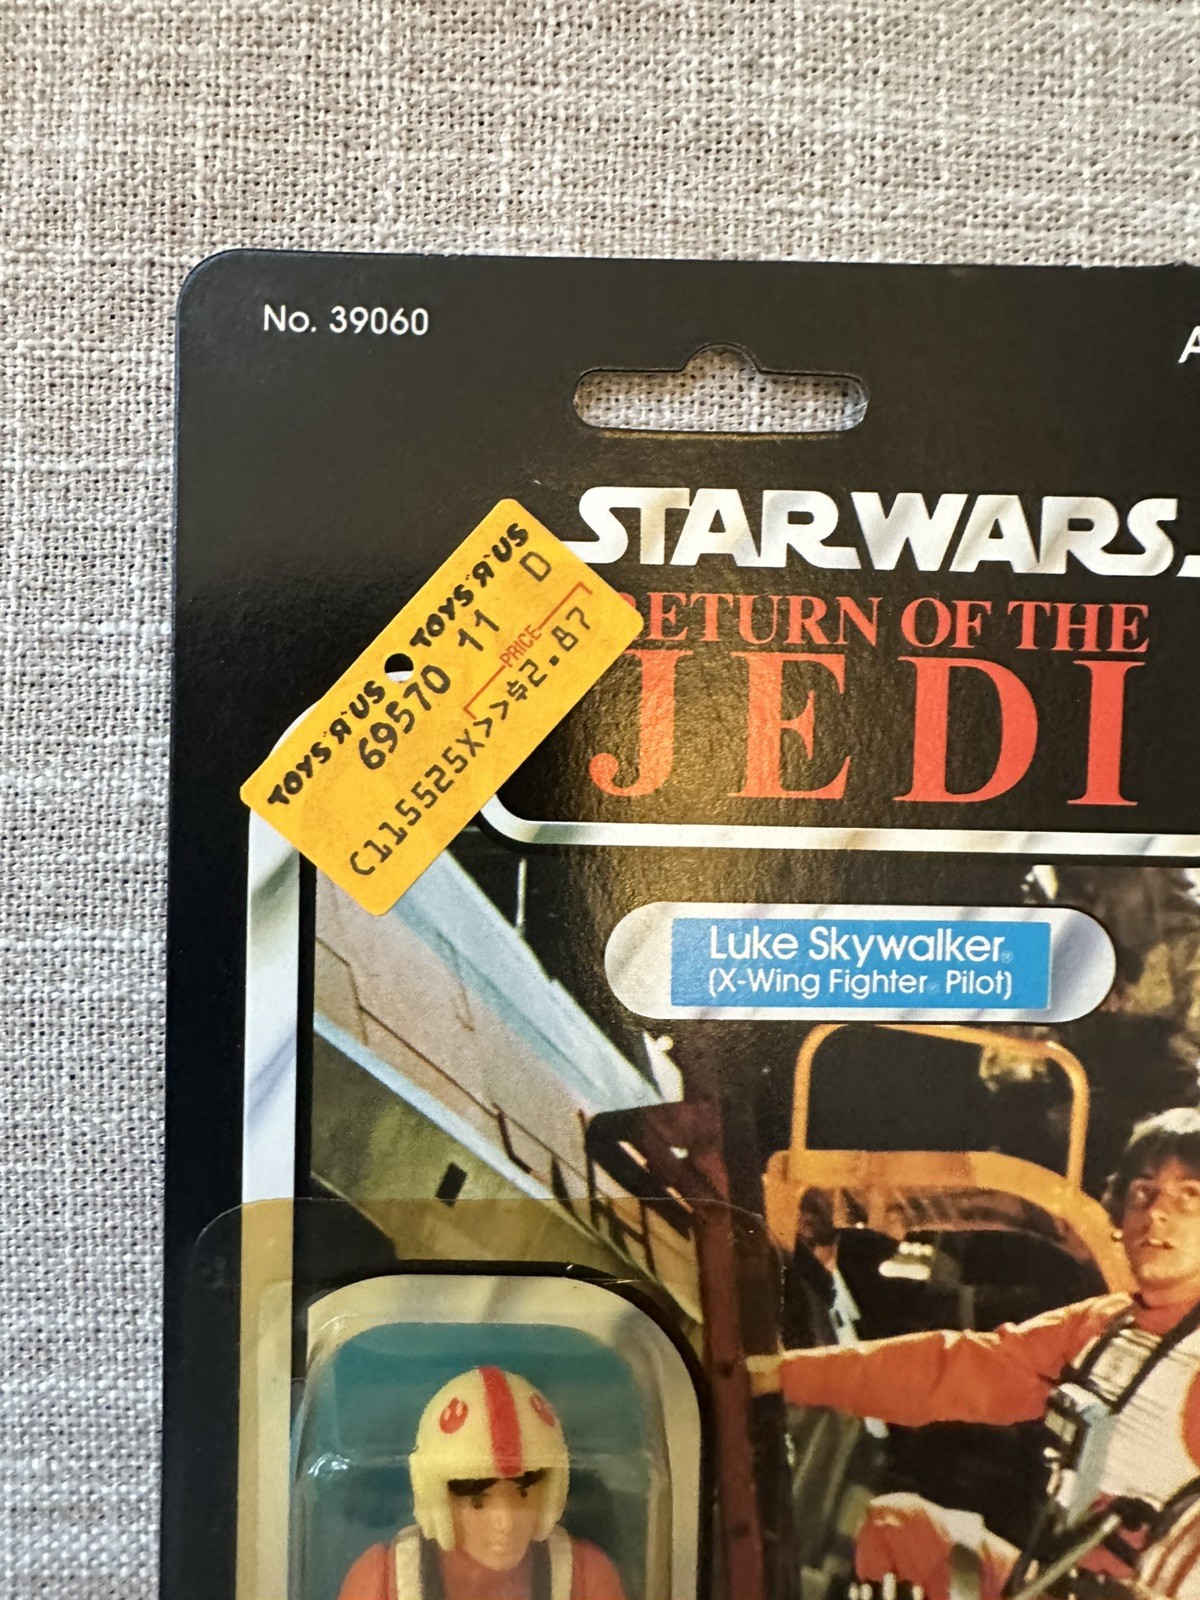 No. 39060
A
STAR WARS
RETURN OF THE
JEDI
TOYS "R" US TOYS "R" US
69570 11 D
PRICE
C115525X>>$2.87
Luke Skywalker®
(X-Wing Fighter Pilot)